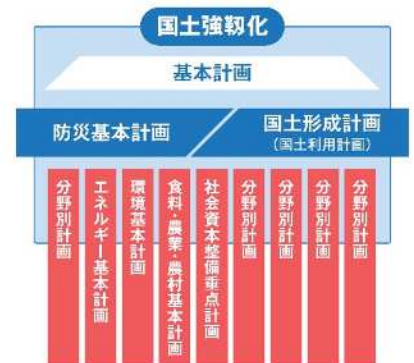 国土強靱化
基本計画
防災基本計画
国土形成計画
(国土利用計画)
分野別計画
エネルギー基本計画
環境基本計画
食料・農業・農村基本計画
社会資本整備重点計画
分野別計画
分野別計画
分野別計画
分野別計画